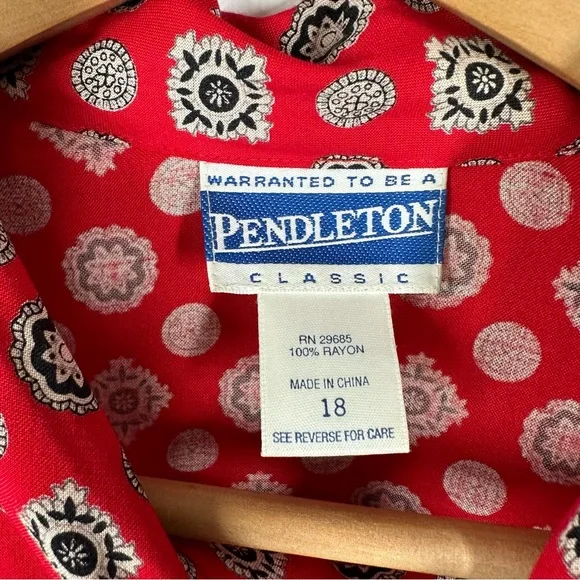 WARRANTED TO BE A
PENDLETON
CLASSIC
RN 29685
100% RAYON
MADE IN CHINA
18
SEE REVERSE FOR CARE